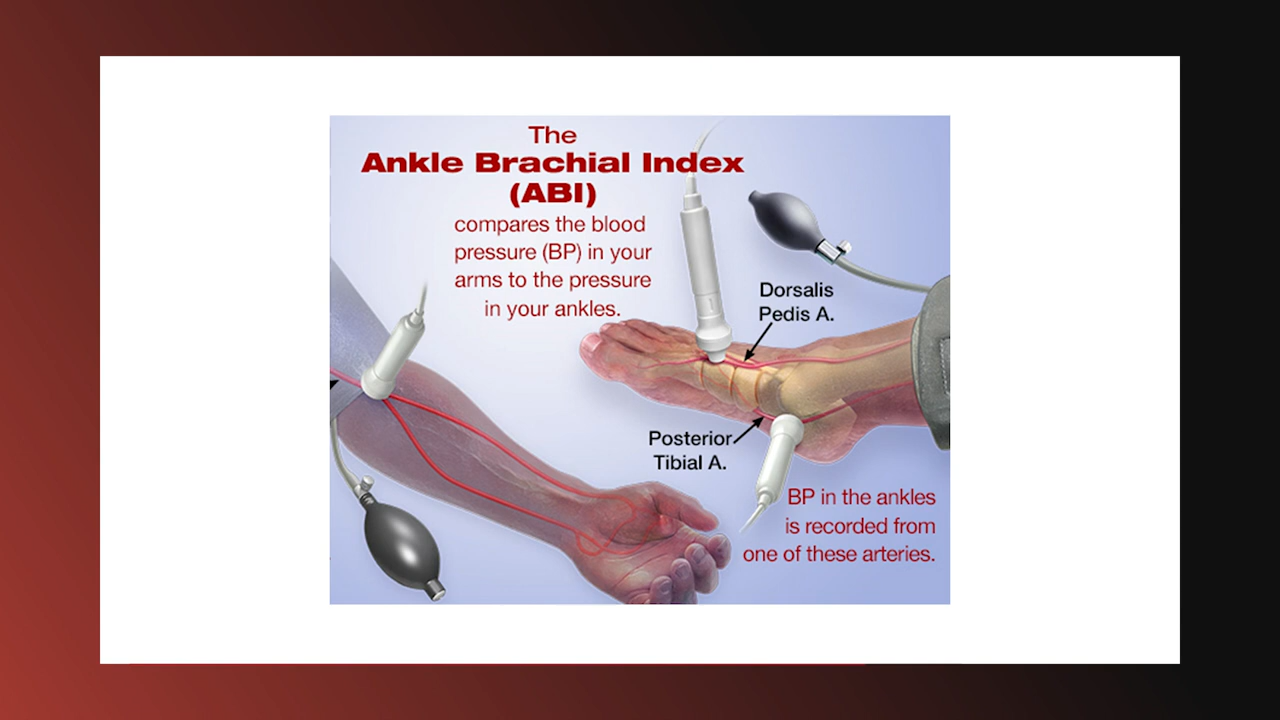 The
Ankle Brachial Index
(ABI)
compares the blood
pressure (BP) in your
arms to the pressure
in your ankles.
Dorsalis
Pedis A.
Posterior
Tibial A.
BP in the ankles
is recorded from
one of these arteries.